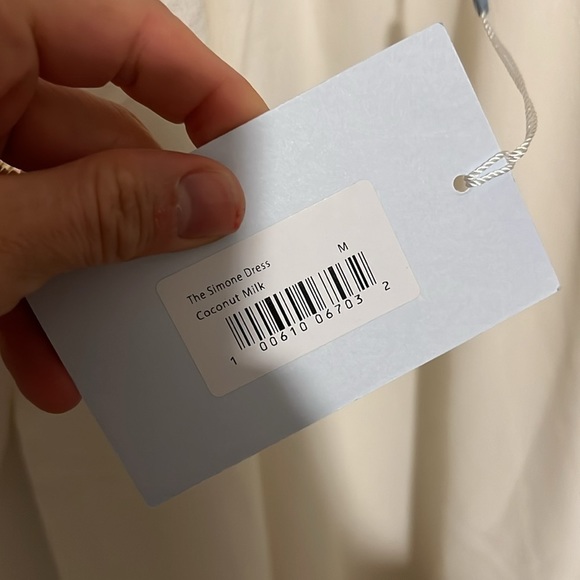 The Simone Dress
Coconut Milk
M
1 00610 06703 2